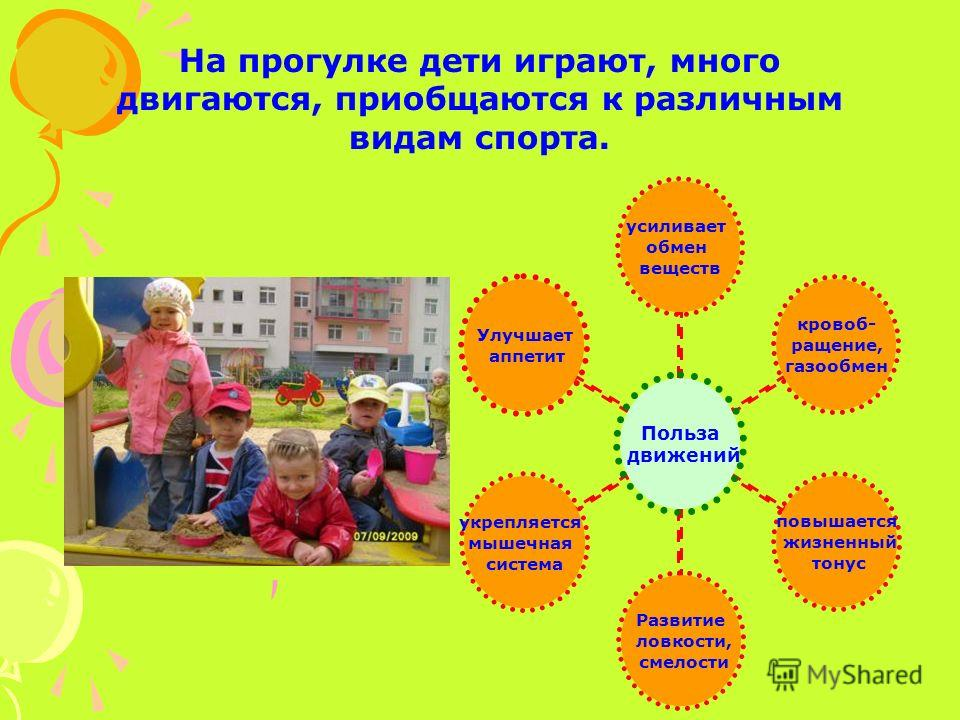 На прогулке дети играют, много
двигаются, приобщаются к различным
видам спорта.
усиливает
обмен
веществ
кровоб-
ращение,
газообмен
повышается
жизненный
тонус
Развитие
ловкости,
смелости
укрепляется
мышечная
система
Улучшает
аппетит
Польза
движений
07/09/2009
MyShared